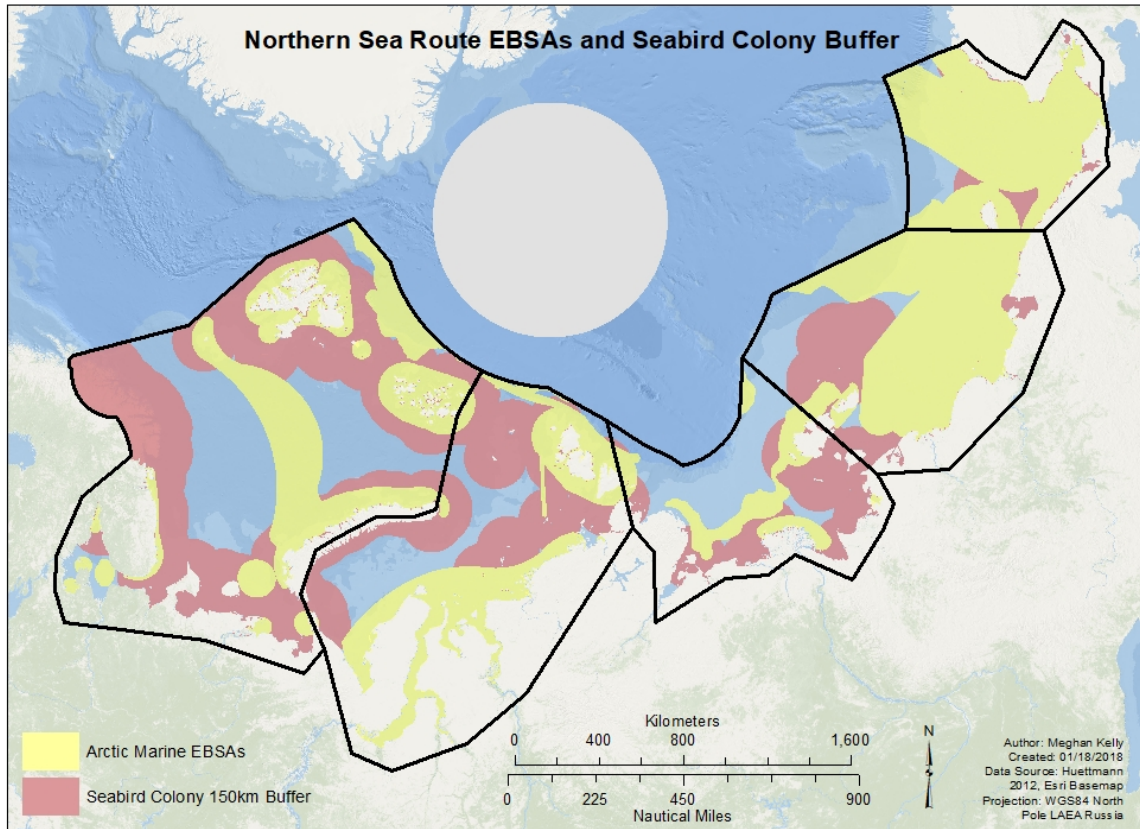 Northern Sea Route EBSAs and Seabird Colony Buffer
Arctic Marine EBSAs
Seabird Colony 150km Buffer
Kilometers
0 400 800 1,600
0 225 450 900
Nautical Miles
N
Author: Meghan Kelly
Created: 01/18/2018
Data Source: Huettmann
2012, Esri Basemap
Projection: WGS84 North
Pole LAEA Russia